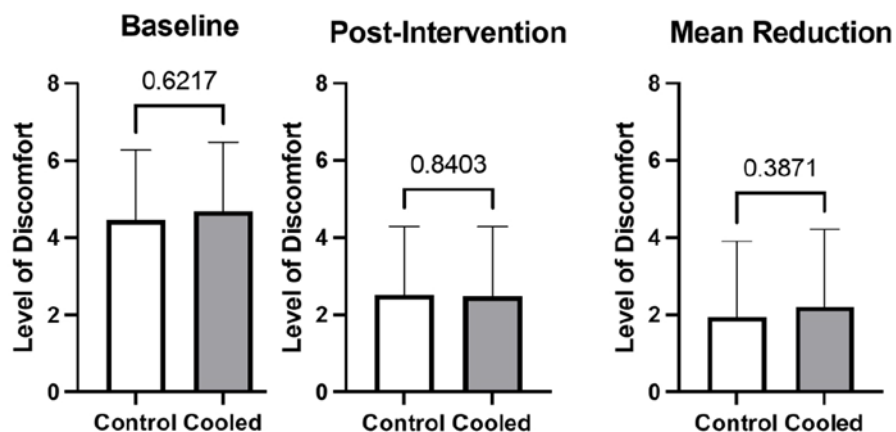 Baseline
Post-Intervention
Mean Reduction
Level of Discomfort
8
6
4
2
0
0.6217
Control Cooled
Level of Discomfort
8
6
4
2
0
0.8403
Control Cooled
Level of Discomfort
8
6
4
2
0
0.3871
Control Cooled